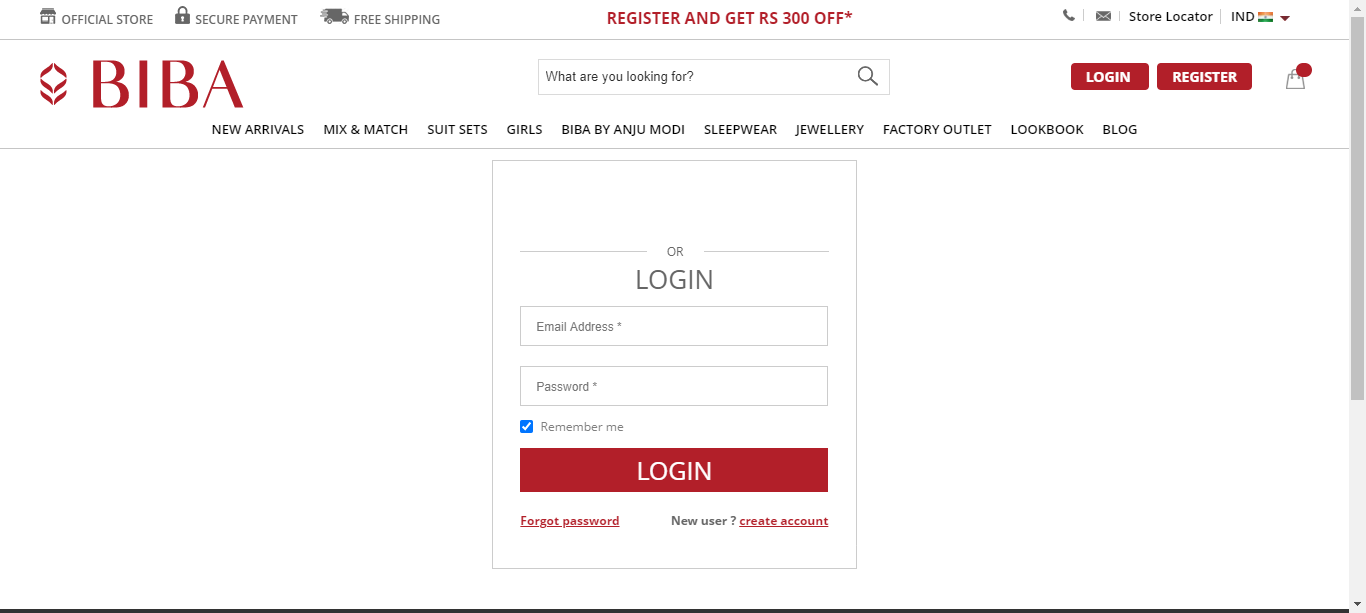 OFFICIAL STORE SECURE PAYMENT FREE SHIPPING REGISTER AND GET RS 300 OFF* Store Locator IND
BIBA What are you looking for? LOGIN REGISTER
NEW ARRIVALS MIX & MATCH SUIT SETS GIRLS BIBA BY ANJU MODI SLEEPWEAR JEWELLERY FACTORY OUTLET LOOKBOOK BLOG
OR
LOGIN
Email Address *
Password *
Remember me
LOGIN
Forgot password New user ? create account